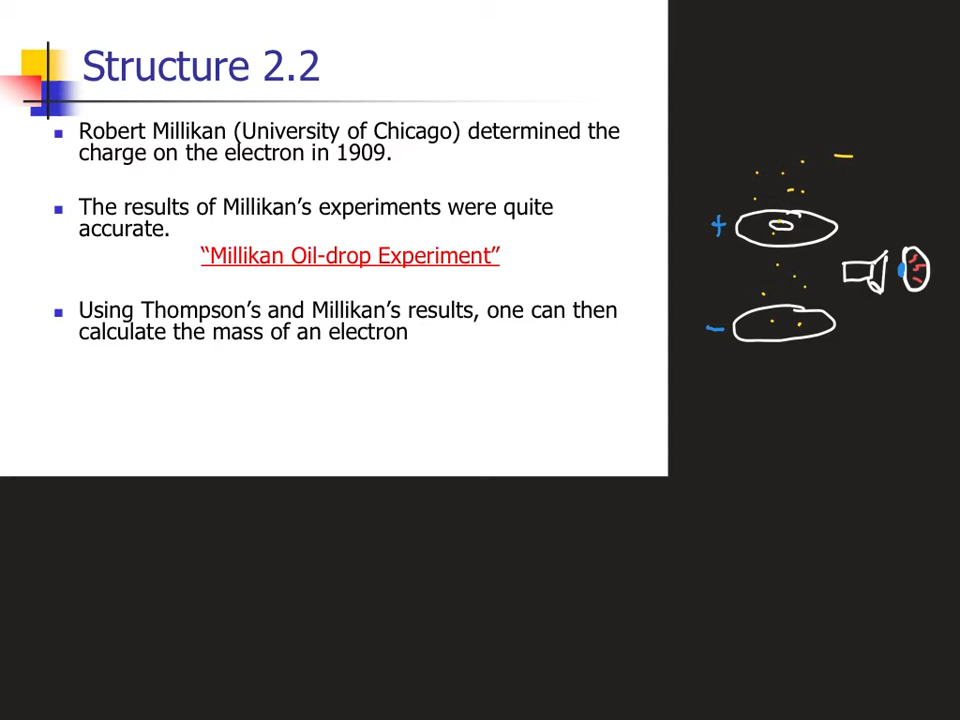 Structure 2.2
Robert Millikan (University of Chicago) determined the
charge on the electron in 1909.
The results of Millikan’s experiments were quite
accurate.
“Millikan Oil-drop Experiment”
Using Thompson’s and Millikan’s results, one can then
calculate the mass of an electron
+
-
-